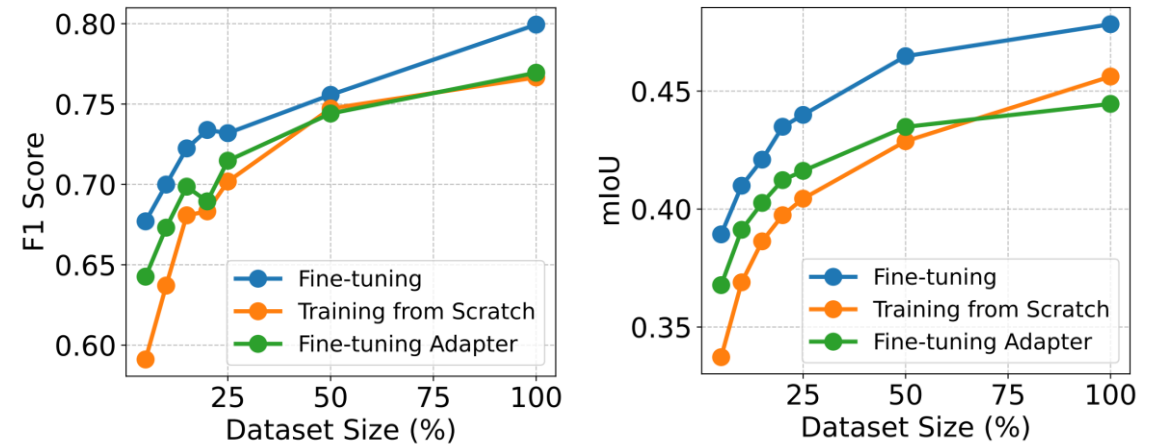 0.80
0.75
0.70
0.65
0.60
F1 Score
25
50
75
100
Dataset Size (%)
Fine-tuning
Training from Scratch
Fine-tuning Adapter
0.45
0.40
0.35
mIoU
25
50
75
100
Dataset Size (%)
Fine-tuning
Training from Scratch
Fine-tuning Adapter